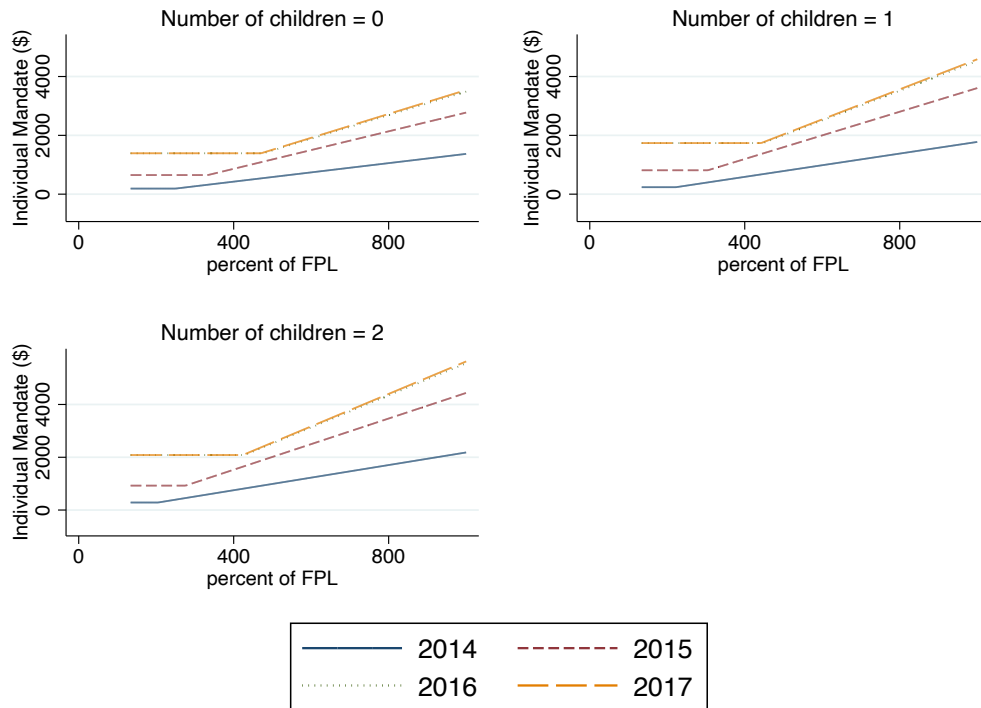 Number of children = 0
Individual Mandate ($)
0 2000 4000
0 400 800
percent of FPL
Number of children = 1
Individual Mandate ($)
0 2000 4000
0 400 800
percent of FPL
Number of children = 2
Individual Mandate ($)
0 2000 4000
0 400 800
percent of FPL
2014 2015
2016 2017